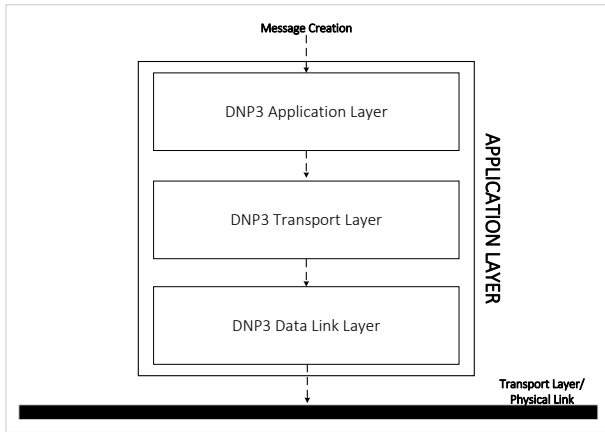 Message Creation
DNP3 Application Layer
DNP3 Transport Layer
DNP3 Data Link Layer
APPLICATION LAYER
Transport Layer/
Physical Link